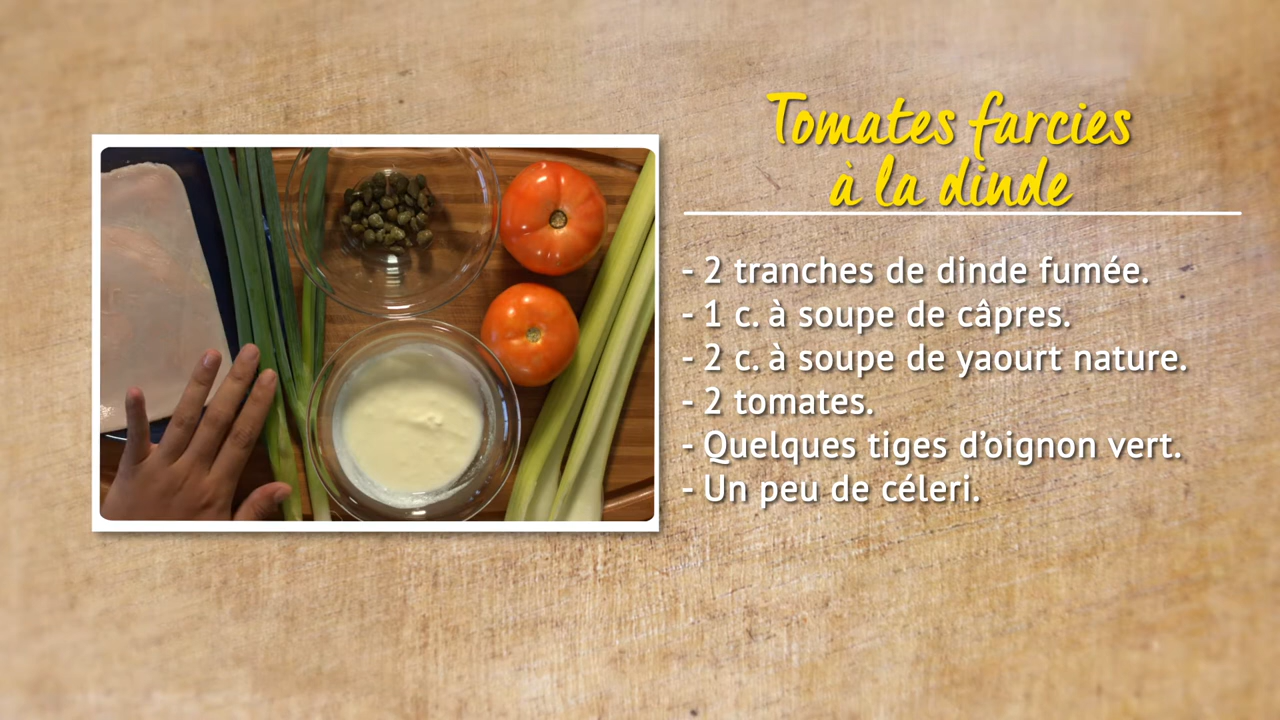 Tomates farcies
à la dinde
- 2 tranches de dinde fumée.
- 1 c. à soupe de câpres.
- 2 c. à soupe de yaourt nature.
- 2 tomates.
- Quelques tiges d’oignon vert.
- Un peu de céleri.